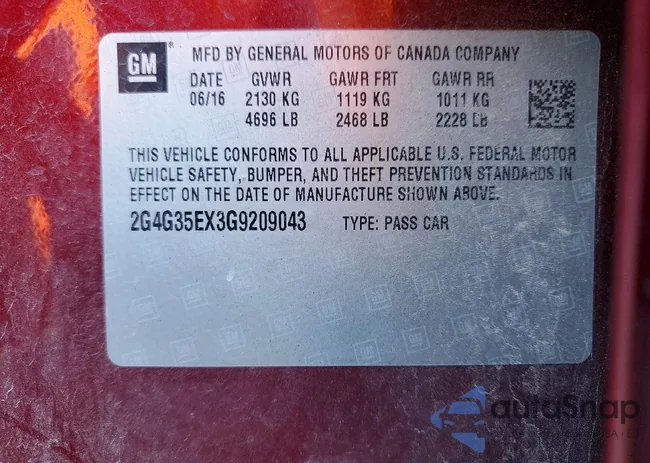 GM
MFD BY GENERAL MOTORS OF CANADA COMPANY
DATE GVWR GAWR FRT GAWR RR
06/16 2130 KG 1119 KG 1011 KG
4696 LB 2468 LB 2228 LB
THIS VEHICLE CONFORMS TO ALL APPLICABLE U.S. FEDERAL MOTOR
VEHICLE SAFETY, BUMPER, AND THEFT PREVENTION STANDARDS IN
EFFECT ON THE DATE OF MANUFACTURE SHOWN ABOVE.
2G4G35EX3G9209043 TYPE: PASS CAR
autoSnap